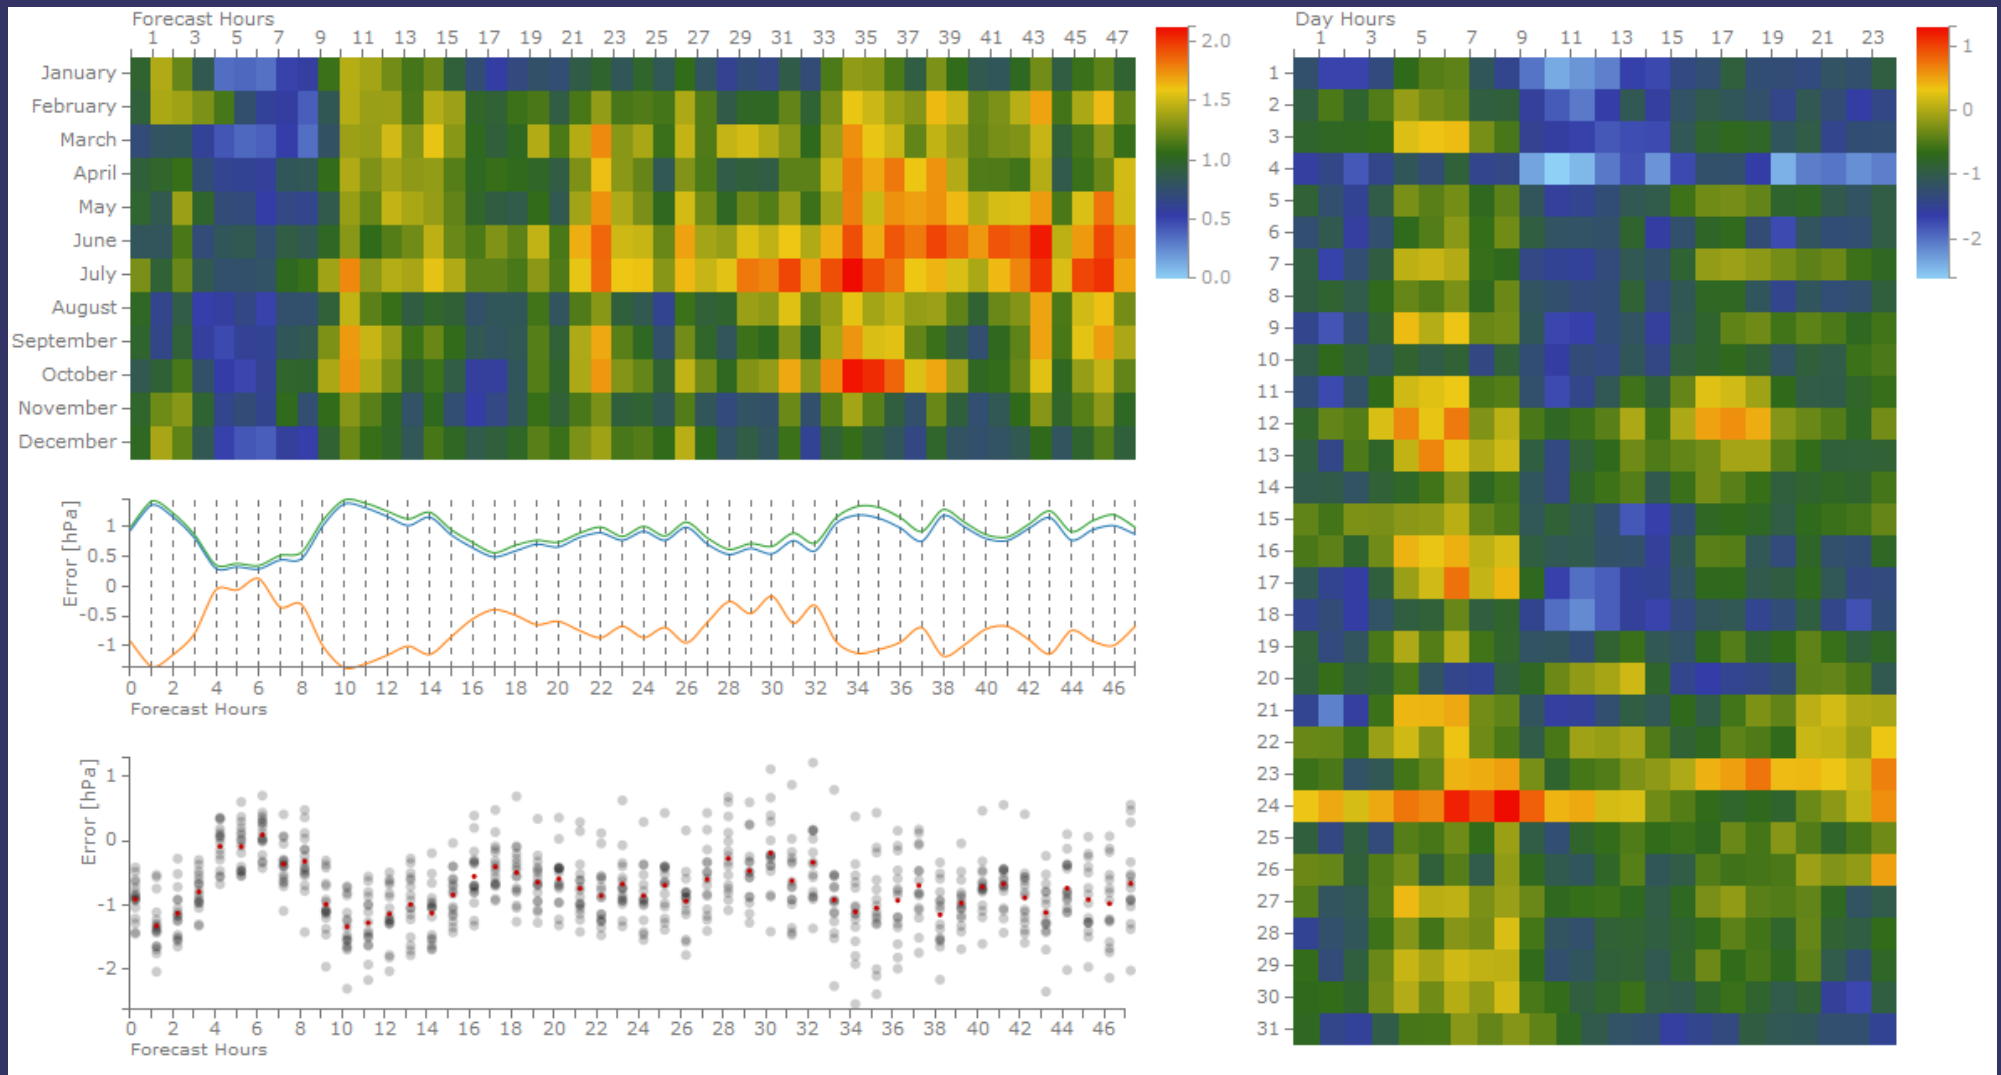 Forecast Hours
1 3 5 7 9 11 13 15 17 19 21 23 25 27 29 31 33 35 37 39 41 43 45 47
January
February
March
April
May
June
July
August
September
October
November
December
2.0
1.5
1.0
0.5
0.0
Error [hPa]
1
0.5
0
-0.5
-1
0 2 4 6 8 10 12 14 16 18 20 22 24 26 28 30 32 34 36 38 40 42 44 46
Forecast Hours
Error [hPa]
1
0
-1
-2
0 2 4 6 8 10 12 14 16 18 20 22 24 26 28 30 32 34 36 38 40 42 44 46
Forecast Hours
Day Hours
1 3 5 7 9 11 13 15 17 19 21 23
1
2
3
4
5
6
7
8
9
10
11
12
13
14
15
16
17
18
19
20
21
22
23
24
25
26
27
28
29
30
31
1
0
-1
-2